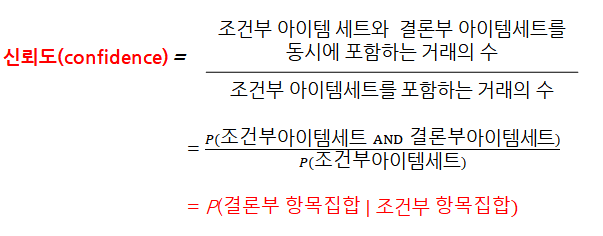 조건부 아이템 세트와 결론부 아이템세트를
신뢰도(confidence) = 동시에 포함하는 거래의 수
조건부 아이템세트를 포함하는 거래의 수
= P(조건부아이템세트 AND 결론부아이템세트)
P(조건부아이템세트)
= P(결론부 항목집합 | 조건부 항목집합)